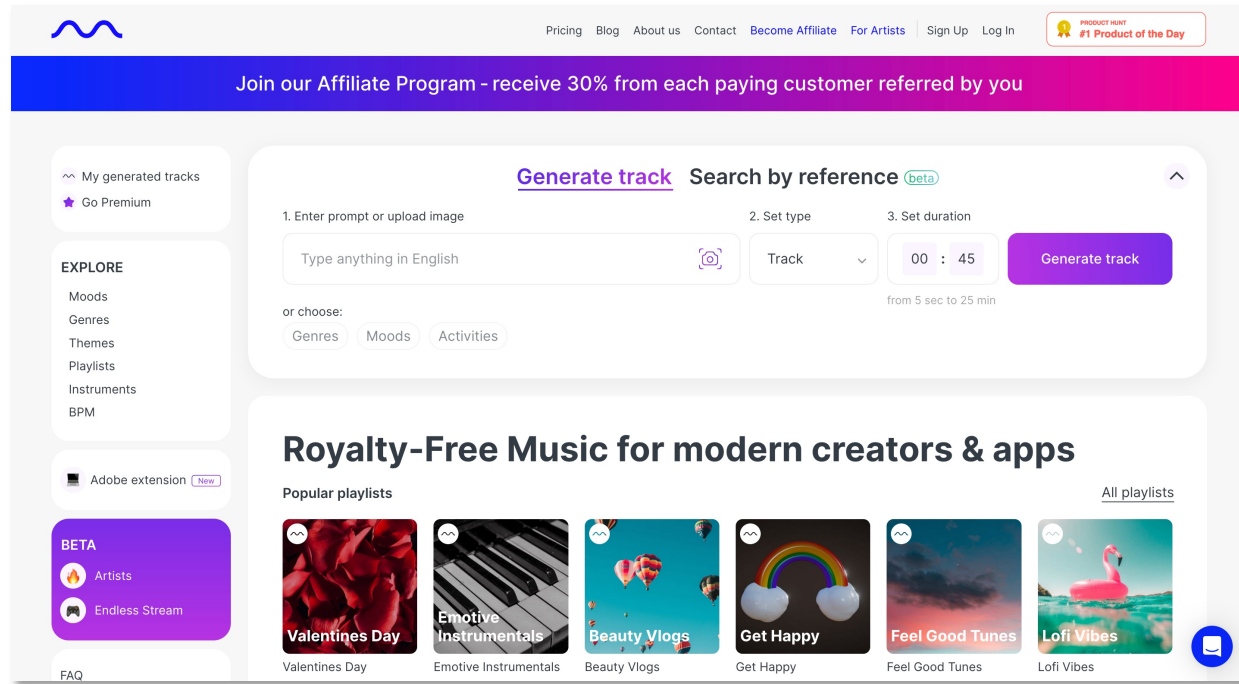 Pricing Blog About us Contact Become Affiliate For Artists Sign Up Log In
PRODUCT HUNT
#1 Product of the Day
1
Join our Affiliate Program - receive 30% from each paying customer referred by you
My generated tracks
Go Premium
EXPLORE
Moods
Genres
Themes
Playlists
Instruments
BPM
Adobe extension New
BETA
Artists
Endless Stream
FAQ
Generate track Search by reference beta
1. Enter prompt or upload image
Type anything in English
2. Set type
Track
3. Set duration
00 : 45
from 5 sec to 25 min
Generate track
or choose:
Genres Moods Activities
Royalty-Free Music for modern creators & apps
Popular playlists All playlists
Valentines Day
Emotive
Instrumentals
Beauty Vlogs
Get Happy
Feel Good Tunes
Lofi Vibes
Valentines Day Emotive Instrumentals Beauty Vlogs Get Happy Feel Good Tunes Lofi Vibes